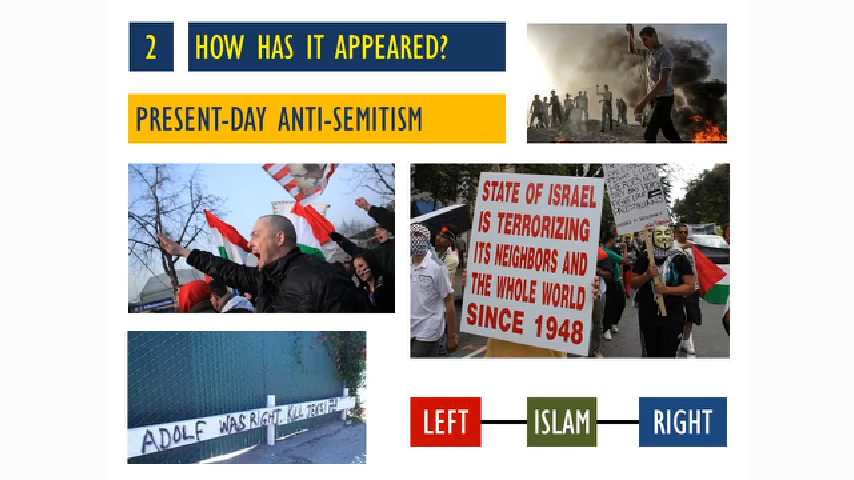 2
HOW HAS IT APPEARED?
PRESENT-DAY ANTI-SEMITISM
STATE OF ISRAEL
IS TERRORIZING
ITS NEIGHBORS AND
THE WHOLE WORLD
SINCE 1948
ADOLF WAS RIGHT. KILL
LEFT
ISLAM
RIGHT